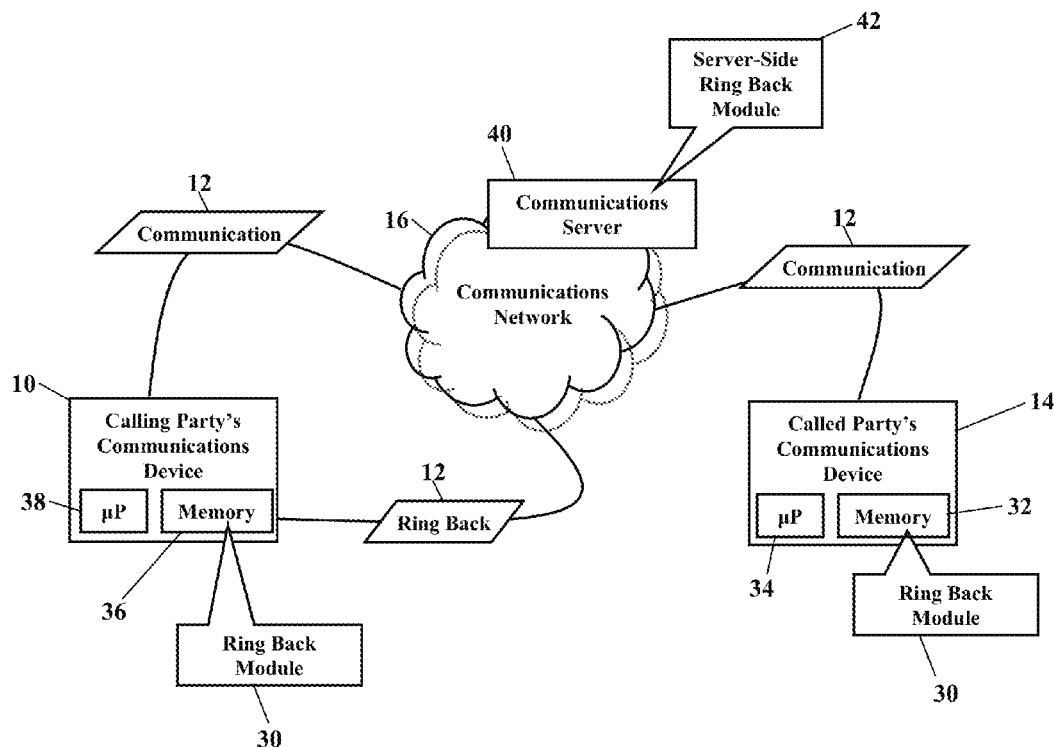 42
Server-Side
Ring Back
Module
40
12
16
Communications
Server
12
Communication
Communication
Communications
Network
10
14
Calling Party's
Communications
Device
Called Party's
Communications
Device
12
38
µP
Memory
Ring Back
µP
Memory
32
36
34
Ring Back
Module
Ring Back
Module
30
30